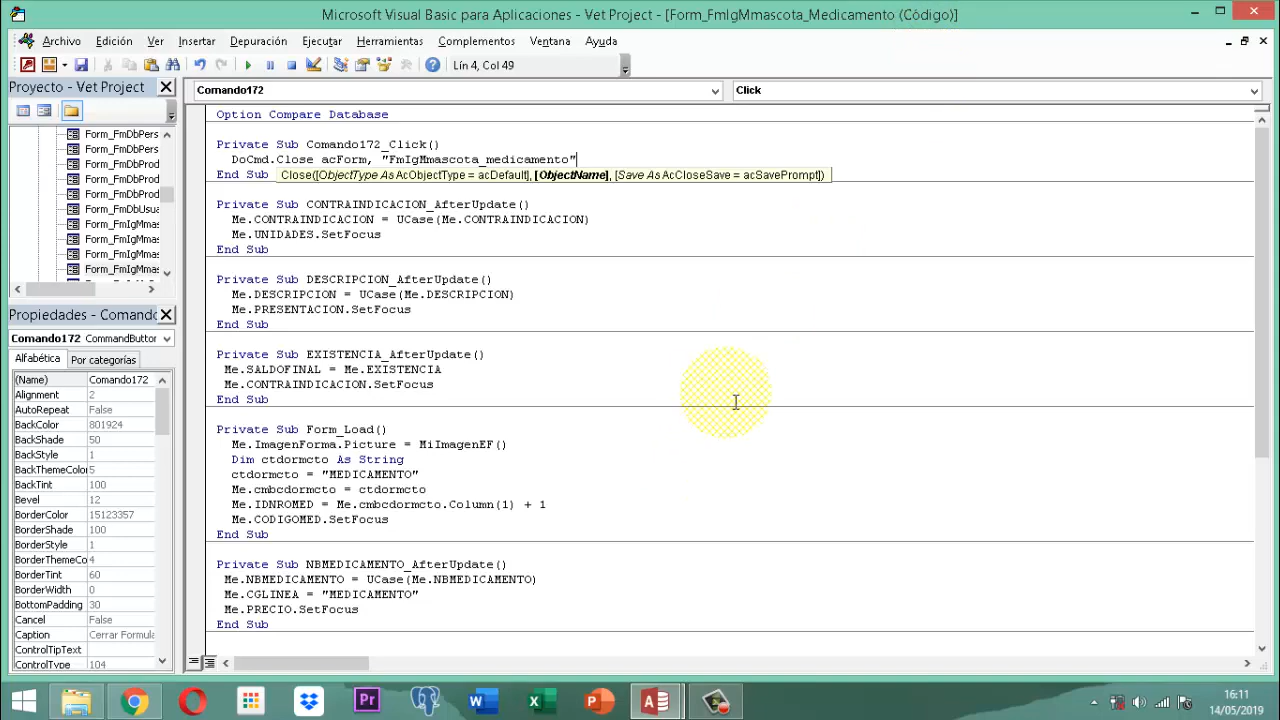 Microsoft Visual Basic para Aplicaciones - Vet Project - [Form_FmIgMmascota_Medicamento (Código)]
Archivo Edición Ver Insertar Formato Depuración Ejecutar Herramientas Complementos Ventana Ayuda
Lín 4, Col 49
Proyecto - Vet Project
Comando172 Click
Form_FmDbPers
Form_FmDbPers
Form_FmDbProd
Form_FmDbProd
Form_FmDbProd
Form_FmDbUsua
Form_FmIgMmas
Form_FmIgMmas
Form_FmIgMmas
Form_FmIgMmas
Propiedades - Comando
Comando172 CommandButton
Alfabética Por categorías
(Name) Comando172
Alignment 2
AutoRepeat False
BackColor 801924
BackShade 50
BackStyle 1
BackThemeColor 5
BackTint 100
Bevel 12
BorderColor 15123357
BorderShade 100
BorderStyle 1
BorderThemeCo 4
BorderTint 60
BorderWidth 0
BottomPadding 30
Cancel False
Caption Cerrar Formula
ControlTipText
ControlType 104
Option Compare Database
Private Sub Comando172_Click()
DoCmd.Close acForm, "FmIgMmascota_medicamento"
End Sub
Close([ObjectType As AcObjectType = acDefault], [ObjectName], [Save As AcCloseSave = acSavePrompt])
Private Sub CONTRAINDICACION_AfterUpdate()
Me.CONTRAINDICACION = UCase(Me.CONTRAINDICACION)
Me.UNIDADES.SetFocus
End Sub
Private Sub DESCRIPCION_AfterUpdate()
Me.DESCRIPCION = UCase(Me.DESCRIPCION)
Me.PRESENTACION.SetFocus
End Sub
Private Sub EXISTENCIA_AfterUpdate()
Me.SALDOFINAL = Me.EXISTENCIA
Me.CONTRAINDICACION.SetFocus
End Sub
Private Sub Form_Load()
Me.ImagenForma.Picture = MiImagenEF()
Dim ctdormcto As String
ctdormcto = "MEDICAMENTO"
Me.cmbcdormcto = ctdormcto
Me.IDNROMED = Me.cmbcdormcto.Column(1) + 1
Me.CODIGOMED.SetFocus
End Sub
Private Sub NBMEDICAMENTO_AfterUpdate()
Me.NBMEDICAMENTO = UCase(Me.NBMEDICAMENTO)
Me.CGLINEA = "MEDICAMENTO"
Me.PRECIO.SetFocus
End Sub
16:11
14/05/2019